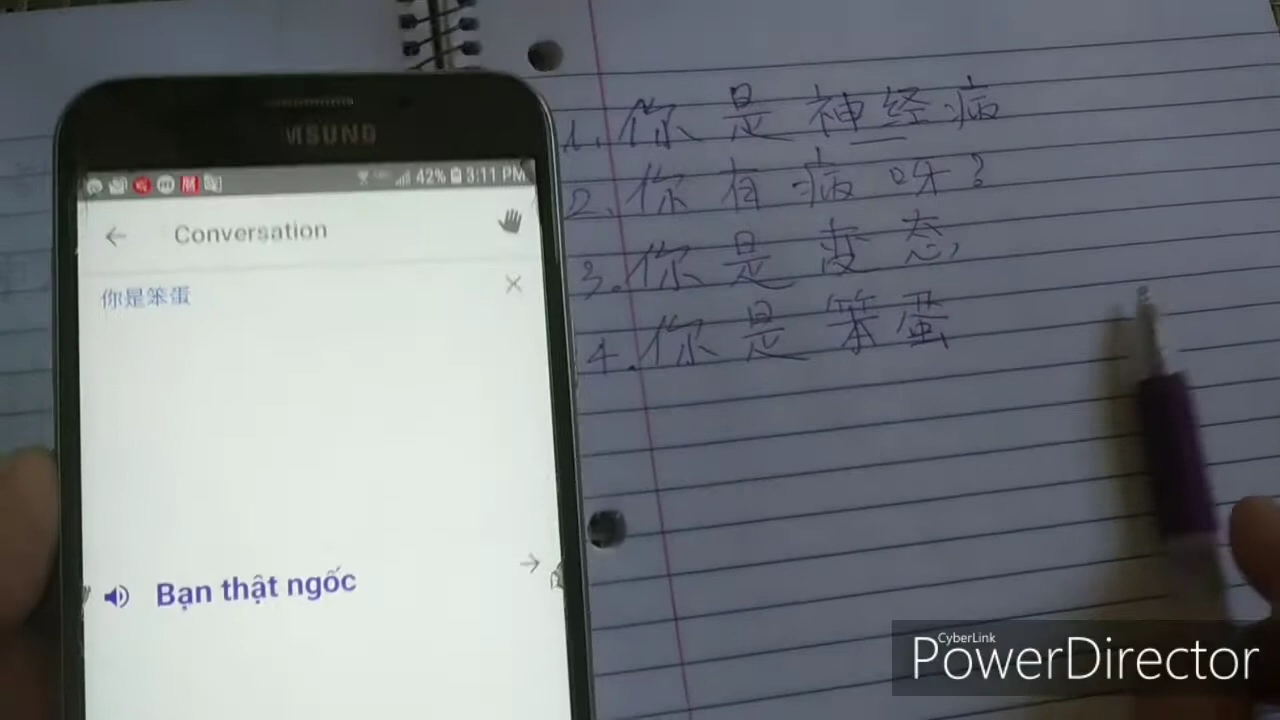 MSUNG
42% 3:11 PM
Conversation
你是笨蛋
Bạn thật ngốc
1. 你是神经病
2. 你有病呀?
3. 你是变态,
4. 你是笨蛋
CyberLink
PowerDirector